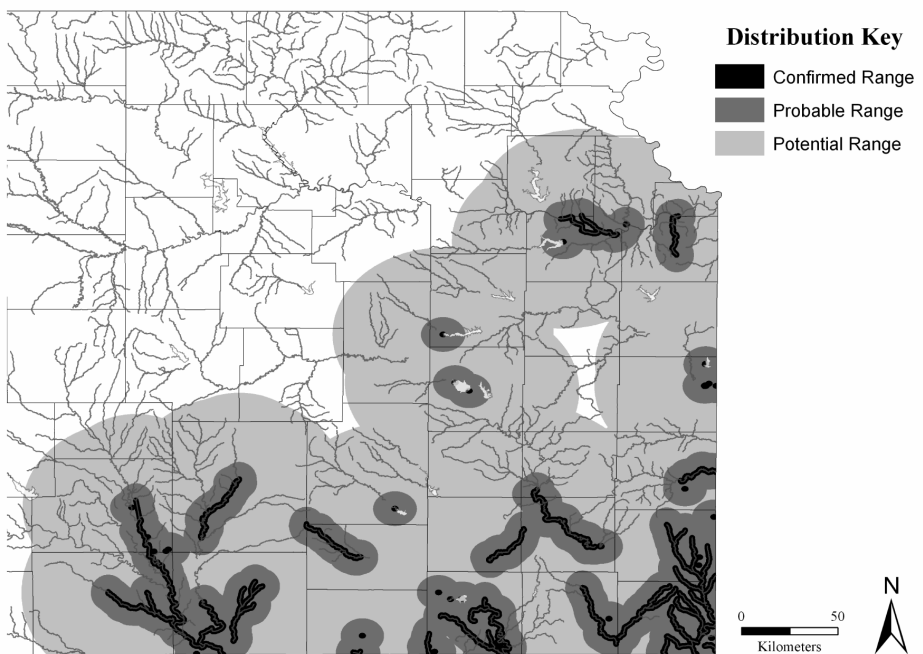 Distribution Key
Confirmed Range
Probable Range
Potential Range
N
0 50
Kilometers